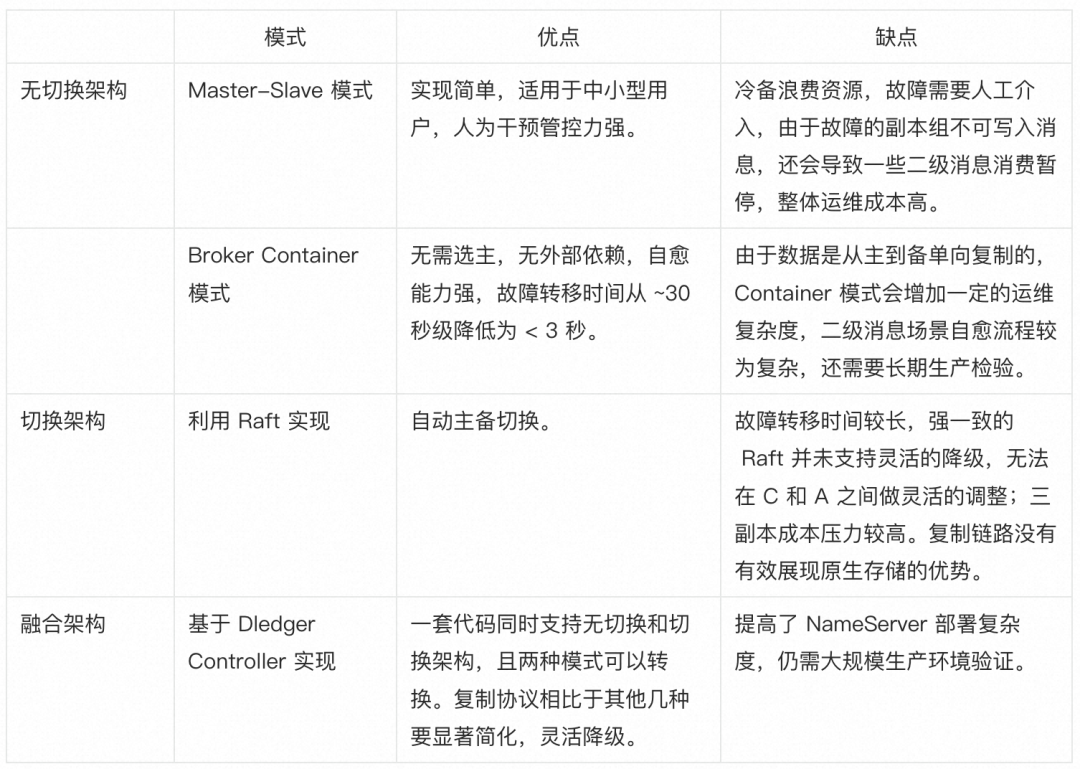 模式
优点
缺点
无切换架构
Master-Slave 模式
实现简单，适用于中小型用
户，人为干预管控力强。
冷备浪费资源，故障需要人工介
入，由于故障的副本组不可写入消
息，还会导致一些二级消息消费暂
停，整体运维成本高。
Broker Container
模式
无需选主，无外部依赖，自愈
能力强，故障转移时间从 ~30
秒级降低为 < 3 秒。
由于数据是从主到备单向复制的，
Container 模式会增加一定的运维
复杂度，二级消息场景自愈流程较
为复杂，还需要长期生产检验。
切换架构
利用 Raft 实现
自动主备切换。
故障转移时间较长，强一致的
Raft 并未支持灵活的降级，无法
在 C 和 A 之间做灵活的调整；三
副本成本压力较高。复制链路没有
有效展现原生存储的优势。
融合架构
基于 Dledger
Controller 实现
一套代码同时支持无切换和切
换架构，且两种模式可以转
换。复制协议相比于其他几种
要显著简化，灵活降级。
提高了 NameServer 部署复杂
度，仍需大规模生产环境验证。